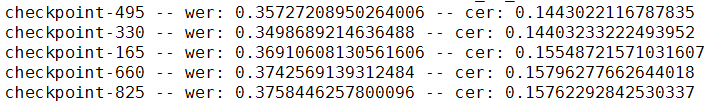 checkpoint-495 -- wer: 0.35727208950264006 -- cer: 0.1443022116787835
checkpoint-330 -- wer: 0.3498689214636488 -- cer: 0.14403233222493952
checkpoint-165 -- wer: 0.36910608130561606 -- cer: 0.15548721571031607
checkpoint-660 -- wer: 0.3742569139312484 -- cer: 0.15796277662644018
checkpoint-825 -- wer: 0.3758446257800096 -- cer: 0.15762292842530337